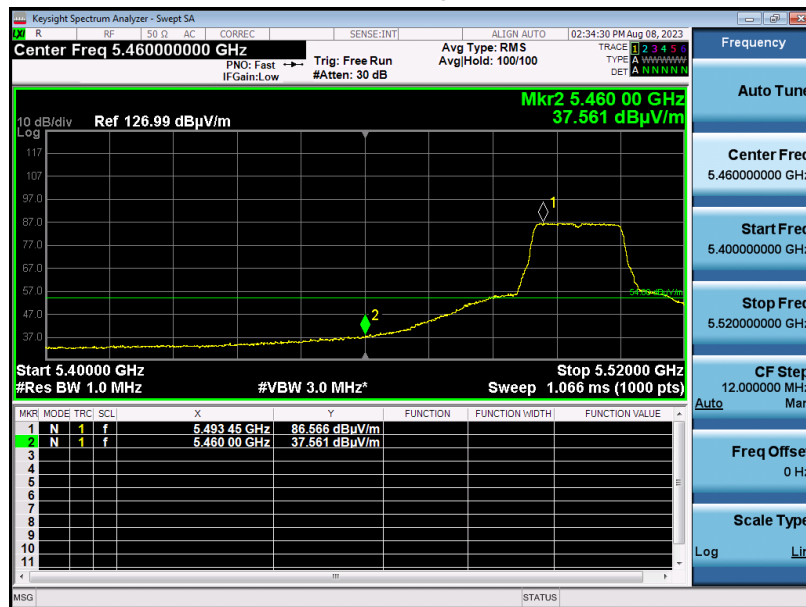 Keysight Spectrum Analyzer - Swept SA
LXI R RF 50 Ω AC CORREC SENSE:INT ALIGN AUTO 02:34:30 PM Aug 08, 2023
Center Freq 5.460000000 GHz
PNO: Fast
IFGain:Low
Trig: Free Run
#Atten: 30 dB
Avg Type: RMS
Avg|Hold: 100/100
TRACE 1 2 3 4 5 6
TYPE A WWWWW
DET A N N N N N
Mkr2 5.460 00 GHz
37.561 dBµV/m
10 dB/div Ref 126.99 dBµV/m
Log
117
107
97.0
87.0
77.0
67.0
57.0
47.0
37.0
1
2
Start 5.40000 GHz Stop 5.52000 GHz
#Res BW 1.0 MHz #VBW 3.0 MHz* Sweep 1.066 ms (1000 pts)
MKR MODE TRC SCL X Y FUNCTION FUNCTION WIDTH FUNCTION VALUE
1 N 1 f 5.493 45 GHz 86.566 dBµV/m
2 N 1 f 5.460 00 GHz 37.561 dBµV/m
3
4
5
6
7
8
9
10
11
MSG STATUS
Frequency
Auto Tune
Center Freq
5.460000000 GHz
Start Freq
5.400000000 GHz
Stop Freq
5.520000000 GHz
CF Step
12.000000 MHz
Auto Man
Freq Offset
0 Hz
Scale Type
Log Lin